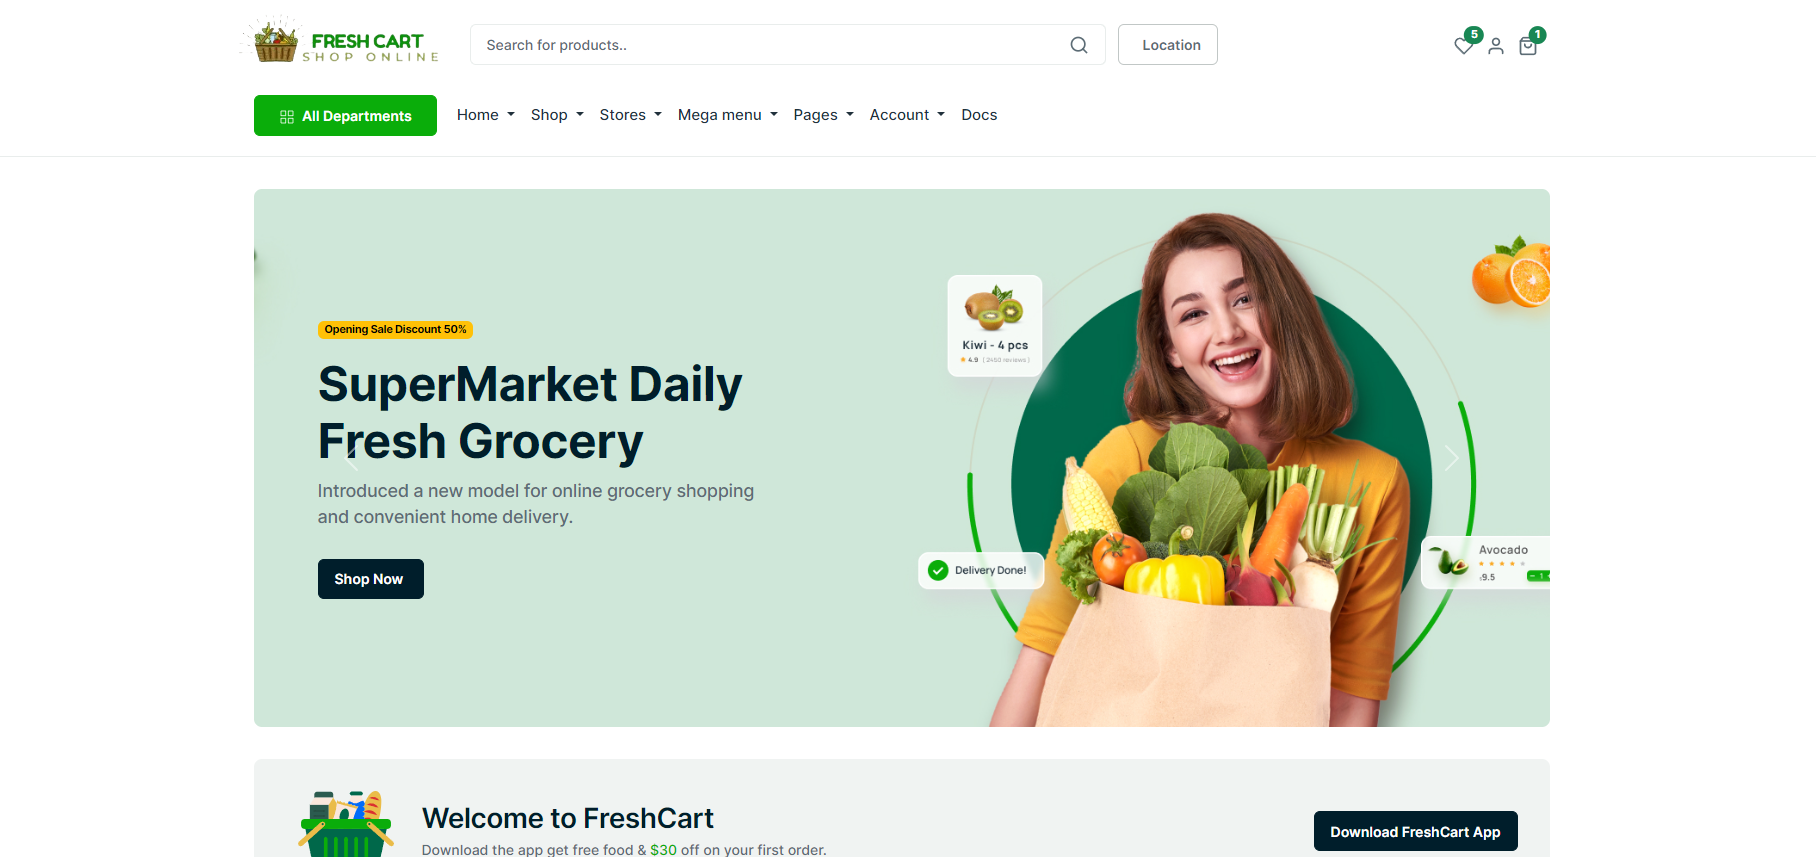 FRESH CART
SHOP ONLINE
Search for products..
Location
5
1
All Departments
Home
Shop
Stores
Mega menu
Pages
Account
Docs
Opening Sale Discount 50%
SuperMarket Daily
Fresh Grocery
Introduced a new model for online grocery shopping
and convenient home delivery.
Shop Now
Kiwi - 4 pcs
4.9 ( 2450 reviews )
Delivery Done!
Avocado
9.5
- 1
Welcome to FreshCart
Download the app get free food & $30 off on your first order.
Download FreshCart App